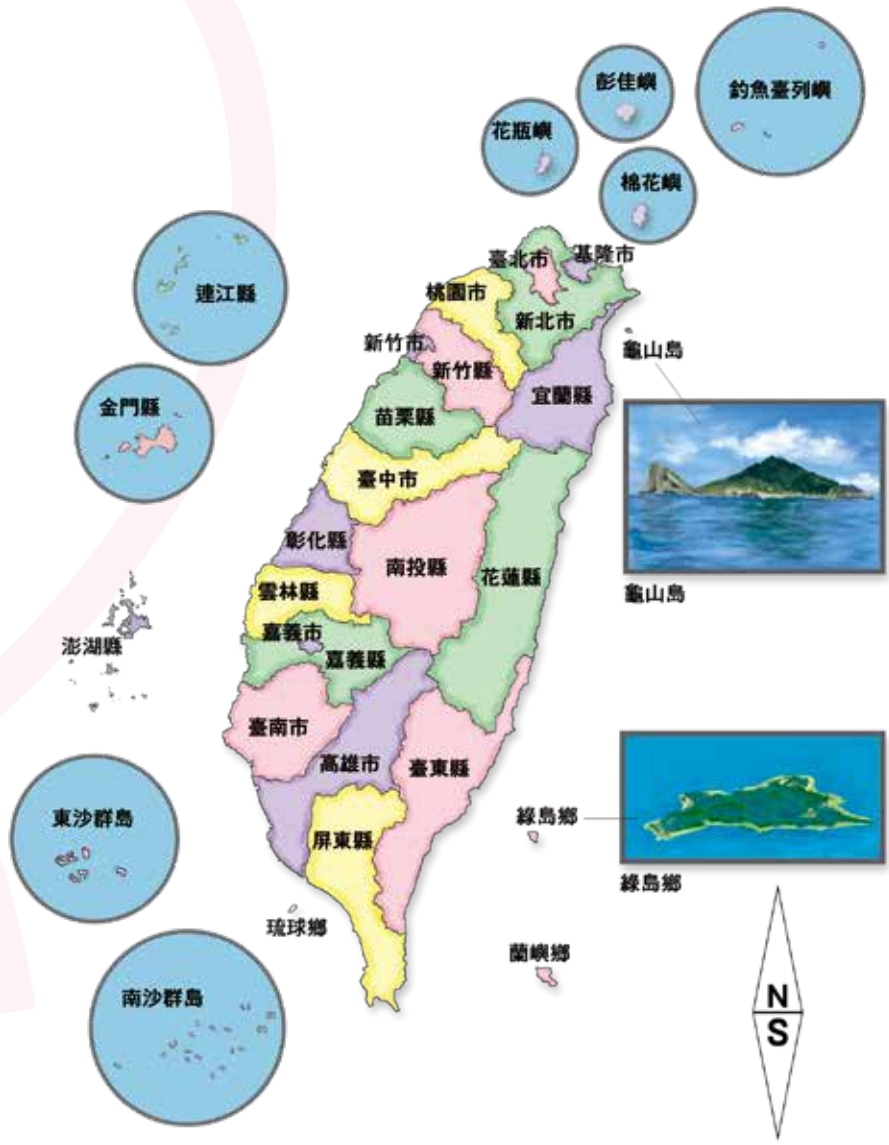 彭佳嶼
釣魚臺列嶼
花瓶嶼
棉花嶼
臺北市
基隆市
連江縣
桃園市
新北市
新竹市
龜山島
新竹縣
宜蘭縣
金門縣
苗栗縣
臺中市
彰化縣
南投縣
花蓮縣
雲林縣
龜山島
嘉義市
澎湖縣
嘉義縣
臺南市
高雄市
臺東縣
東沙群島
綠島鄉
屏東縣
綠島鄉
琉球鄉
蘭嶼鄉
南沙群島
N
S